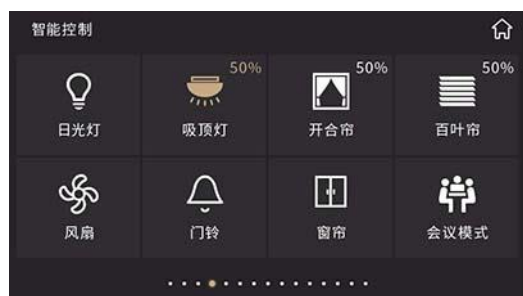 智能控制
50%
50%
50%
日光灯
吸顶灯
开合帘
百叶帘
风扇
门铃
窗帘
会议模式